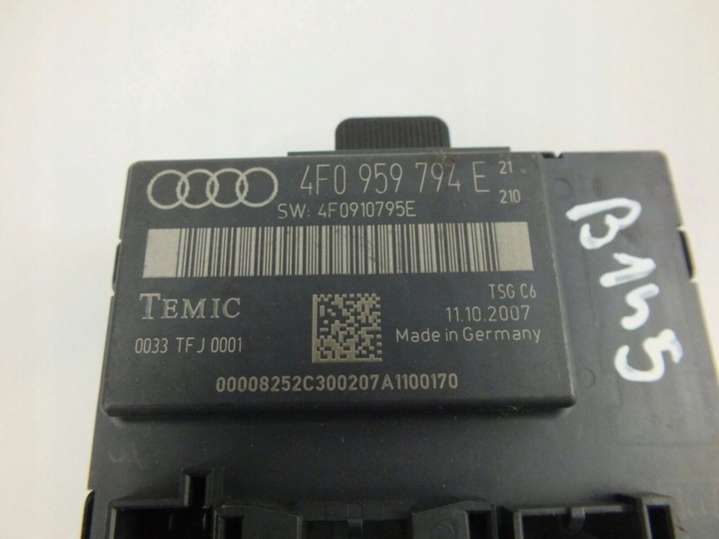 4F0 959 794 E 21
210
SW: 4F0910795E
TEMIC
TSG C6
11.10.2007
0033 TFJ 0001
Made in Germany
00008252C300207A1100170
B145